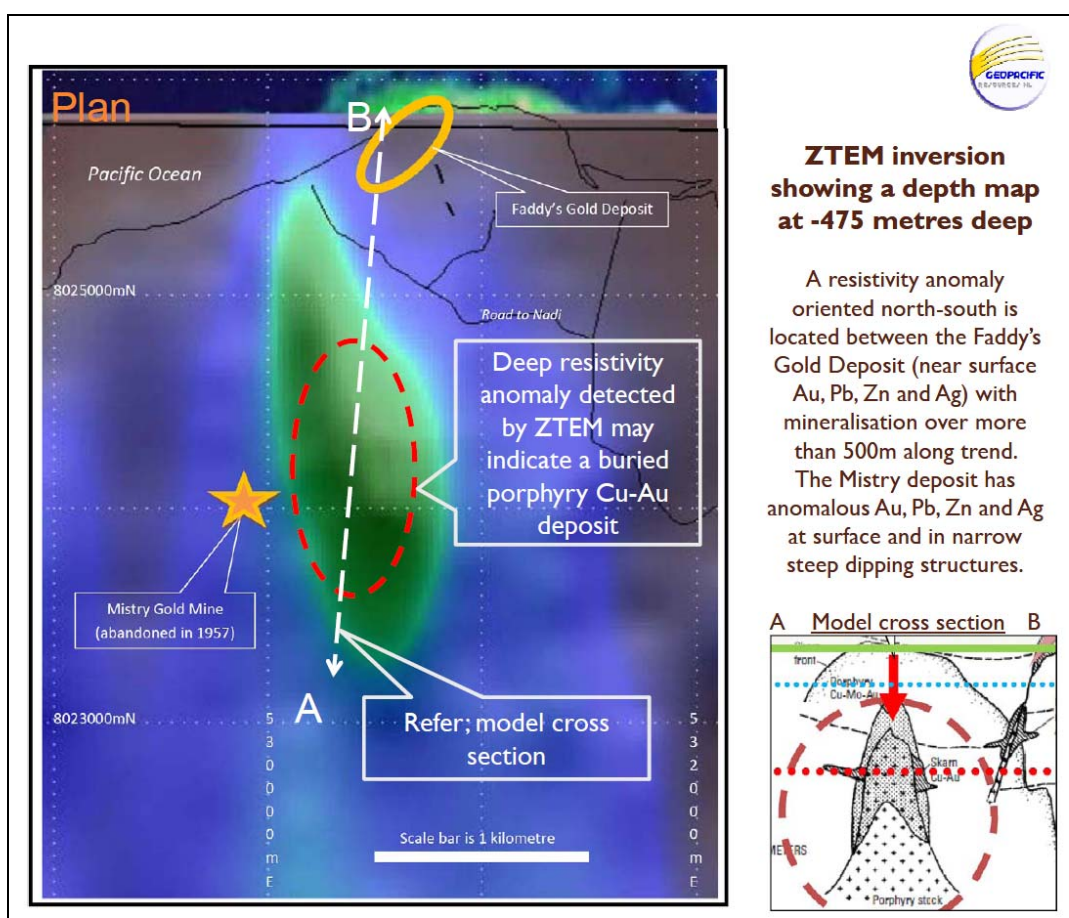 GEOPACIFIC
RESOURCES NL
Plan
B
Pacific Ocean
Faddy's Gold Deposit
8025000mN
Road to Nadi
Deep resistivity
anomaly detected
by ZTEM may
indicate a buried
porphyry Cu-Au
deposit
Mistry Gold Mine
(abandoned in 1957)
A
8023000mN
530000mE
532000mE
Refer; model cross
section
Scale bar is 1 kilometre
ZTEM inversion
showing a depth map
at -475 metres deep
A resistivity anomaly
oriented north-south is
located between the Faddy's
Gold Deposit (near surface
Au, Pb, Zn and Ag) with
mineralisation over more
than 500m along trend.
The Mistry deposit has
anomalous Au, Pb, Zn and Ag
at surface and in narrow
steep dipping structures.
A Model cross section B
front
Porphyry
Cu-Mo-Au
Skarn
Cu-Au
METERS
Porphyry stock